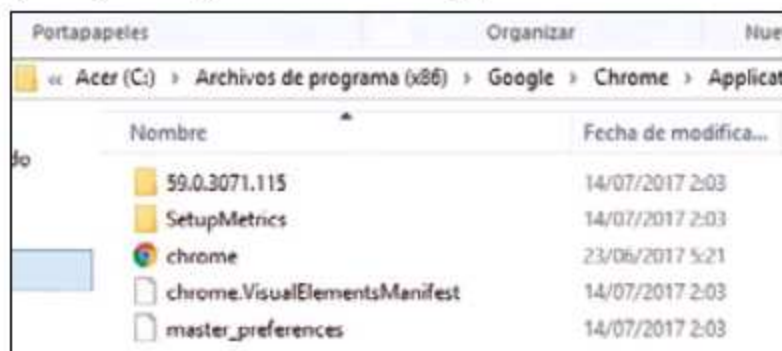 Portapapeles Organizar Nue
« Acer (C:) › Archivos de programa (x86) › Google › Chrome › Applicat
do
Nombre Fecha de modifica...
59.0.3071.115 14/07/2017 2:03
SetupMetrics 14/07/2017 2:03
chrome 23/06/2017 5:21
chrome.VisualElementsManifest 14/07/2017 2:03
master_preferences 14/07/2017 2:03